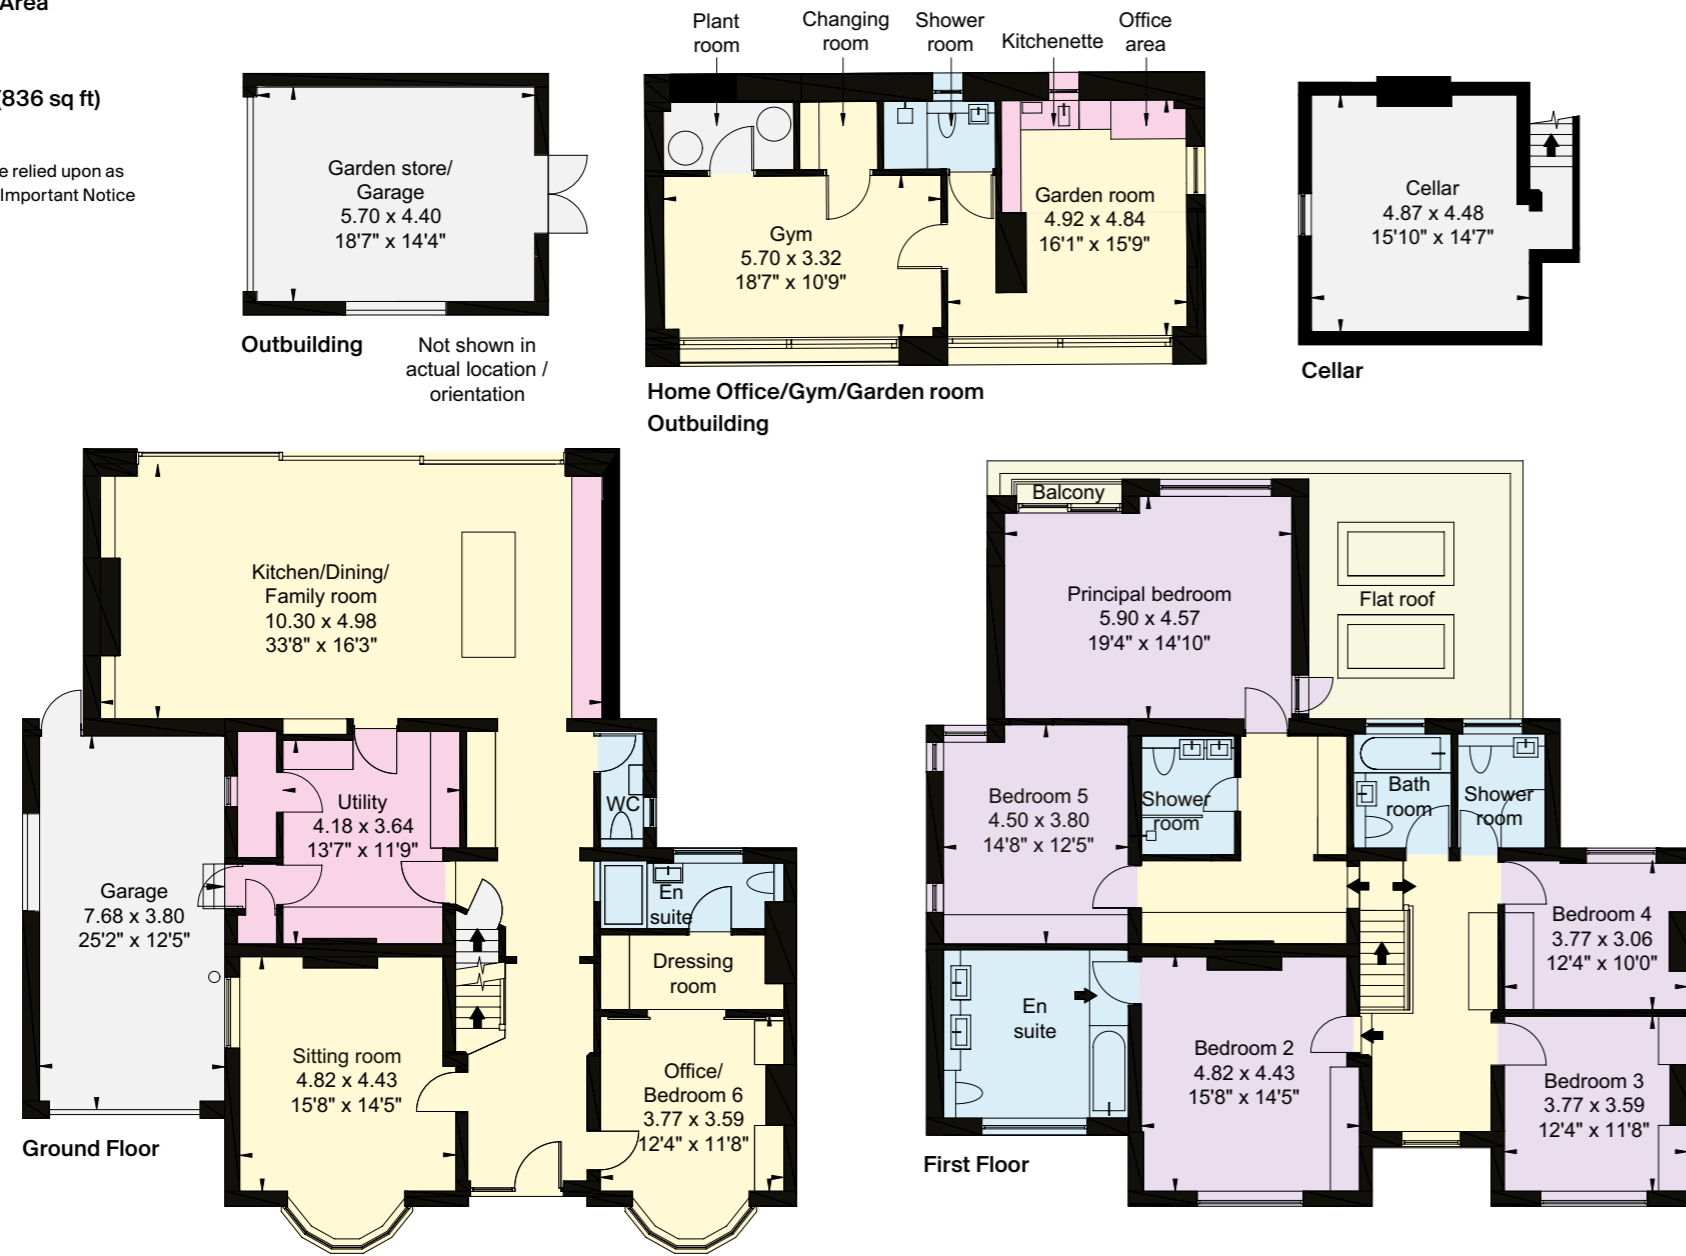 Area
(836 sq ft)
e relied upon as
Important Notice
Garden store/
Garage
5.70 x 4.40
18'7" x 14'4"
Outbuilding
Not shown in
actual location /
orientation
Plant
room
Changing
room
Shower
room
Kitchenette
Office
area
Gym
5.70 x 3.32
18'7" x 10'9"
Garden room
4.92 x 4.84
16'1" x 15'9"
Home Office/Gym/Garden room
Outbuilding
Cellar
4.87 x 4.48
15'10" x 14'7"
Cellar
Kitchen/Dining/
Family room
10.30 x 4.98
33'8" x 16'3"
Utility
4.18 x 3.64
13'7" x 11'9"
WC
Garage
7.68 x 3.80
25'2" x 12'5"
En
suite
Dressing
room
Sitting room
4.82 x 4.43
15'8" x 14'5"
Office/
Bedroom 6
3.77 x 3.59
12'4" x 11'8"
Ground Floor
Balcony
Principal bedroom
5.90 x 4.57
19'4" x 14'10"
Flat roof
Bedroom 5
4.50 x 3.80
14'8" x 12'5"
Shower
room
Bath
room
Shower
room
Bedroom 4
3.77 x 3.06
12'4" x 10'0"
En
suite
Bedroom 2
4.82 x 4.43
15'8" x 14'5"
Bedroom 3
3.77 x 3.59
12'4" x 11'8"
First Floor